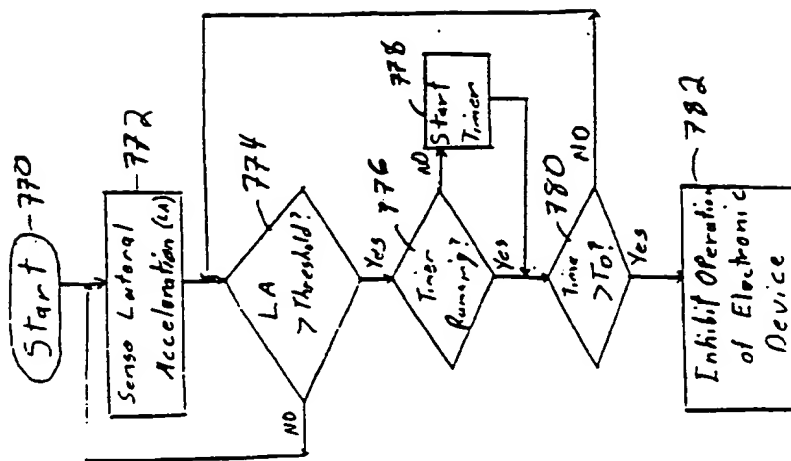 Start
770
Sense Lateral
Acceleration (LA)
772
LA
> Threshold?
774
NO
Yes
Timer
Running?
776
NO
Start
Timer
778
Yes
Time
> To?
780
NO
Yes
Inhibit Operation
of Electronic
Device
782